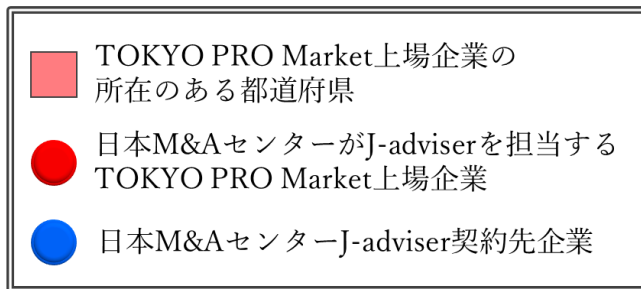 TOKYO PRO Market上場企業の
所在のある都道府県
日本M&AセンターがJ-adviserを担当する
TOKYO PRO Market上場企業
日本M&AセンターJ-adviser契約先企業